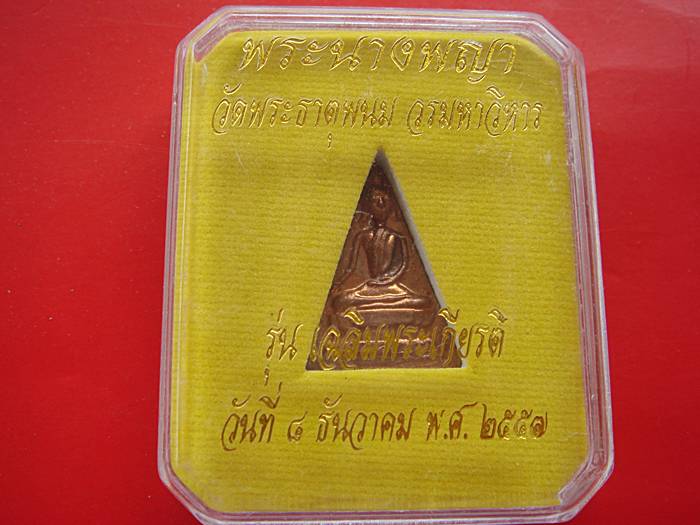 พระนางพญา
วัดพระธาตุพนม วรมหาวิหาร
รุ่น เฉลิมพระเกียรติ
วันที่ ๘ ธันวาคม พ.ศ. ๒๕๕๑